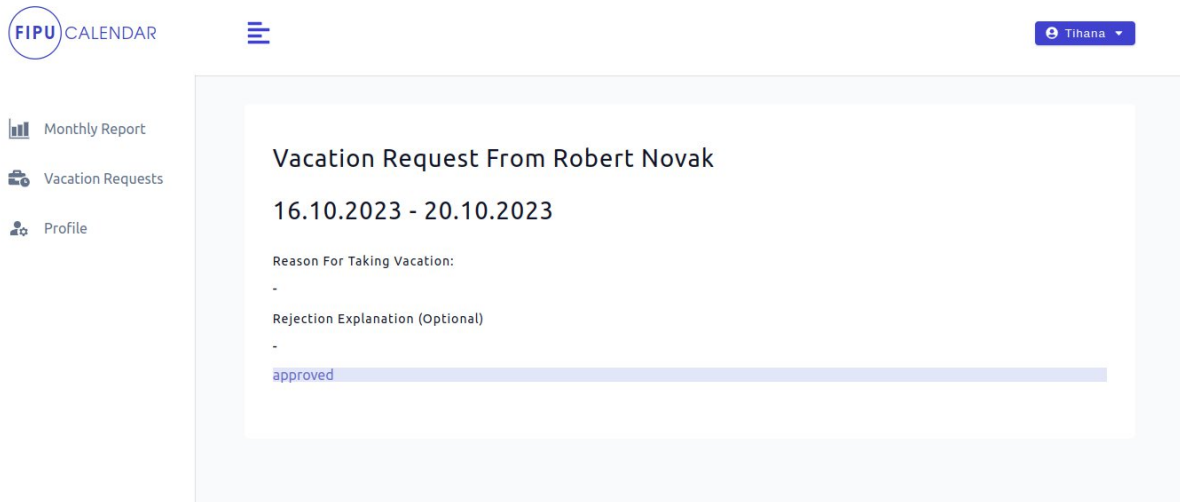 FIPU CALENDAR
Tihana
Monthly Report
Vacation Requests
Profile
Vacation Request From Robert Novak
16.10.2023 - 20.10.2023
Reason For Taking Vacation:
-
Rejection Explanation (Optional)
-
approved